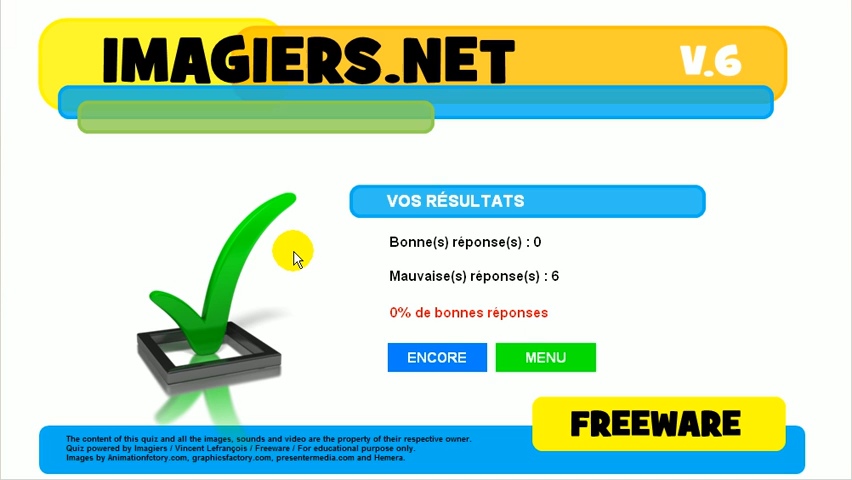 IMAGIERS.NET
V.6
VOS RÉSULTATS
Bonne(s) réponse(s) : 0
Mauvaise(s) réponse(s) : 6
0% de bonnes réponses
ENCORE
MENU
FREEWARE
The content of this quiz and all the images, sounds and video are the property of their respective owner.
Quiz powered by Imagiers / Vincent Lefrançois / Freeware / For educational purpose only.
Images by Animationfctory.com, graphicsfactory.com, presentermedia.com and Hemera.